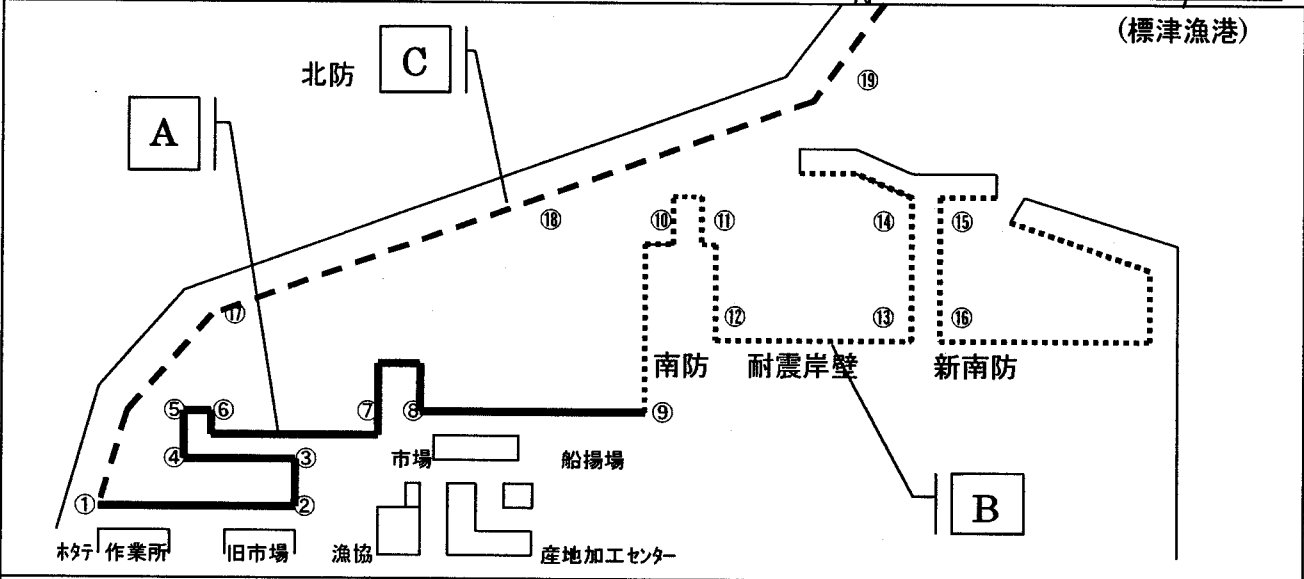 (標津漁港)
北防
C
A
⑲
⑱
⑩
⑪
⑭
⑮
⑰
⑫
⑬
⑯
南防
耐震岸壁
新南防
⑤
⑥
⑦
⑧
⑨
④
③
市場
船揚場
①
②
B
ホタテ
作業所
旧市場
漁協
産地加工センター